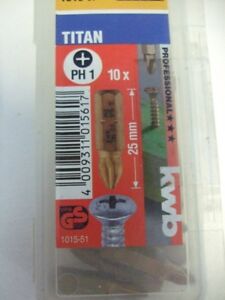 TITAN
PH 1
10 x
PROFESSIONAL ★★★
25 mm
4 009311 015617
kwb
GS
1015-51